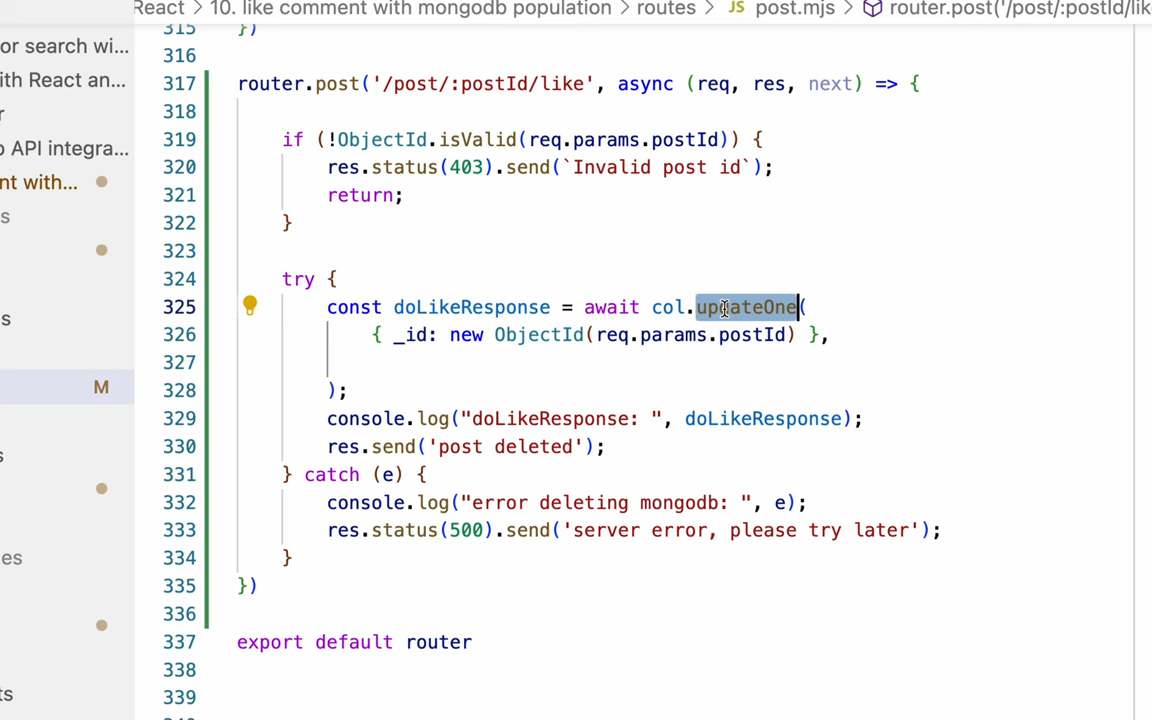 React > 10. like comment with mongodb population > routes > JS post.mjs > router.post('/post/:postId/lik
or search wi...
ith React an...
r
o API integra...
nt with...
s
s
M
s
es
ts
315 })
316
317 router.post('/post/:postId/like', async (req, res, next) => {
318
319 if (!ObjectId.isValid(req.params.postId)) {
320 res.status(403).send(`Invalid post id`);
321 return;
322 }
323
324 try {
325 const doLikeResponse = await col.updateOne(
326 { _id: new ObjectId(req.params.postId) },
327
328 );
329 console.log("doLikeResponse: ", doLikeResponse);
330 res.send('post deleted');
331 } catch (e) {
332 console.log("error deleting mongodb: ", e);
333 res.status(500).send('server error, please try later');
334 }
335 })
336
337 export default router
338
339